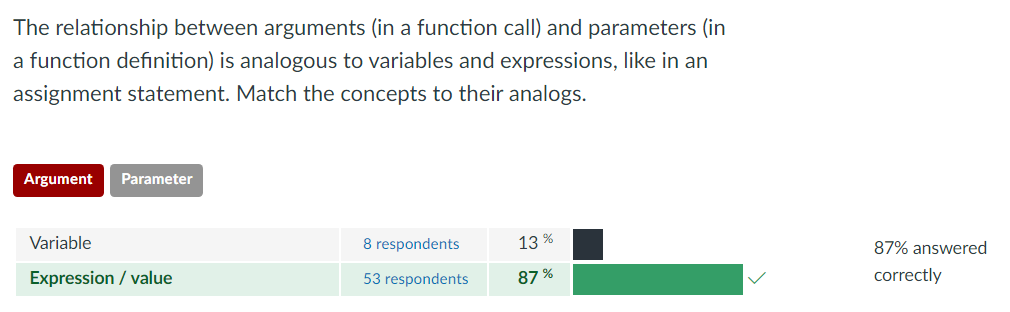 The relationship between arguments (in a function call) and parameters (in
a function definition) is analogous to variables and expressions, like in an
assignment statement. Match the concepts to their analogs.
Argument Parameter
Variable 8 respondents 13 %
87% answered
Expression / value 53 respondents 87 %
correctly